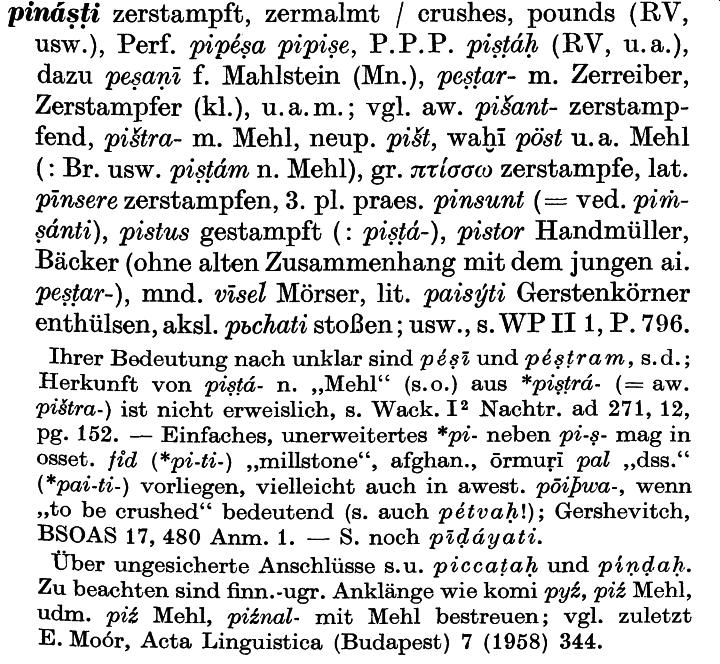 pináṣṭi zerstampft, zermalmt / crushes, pounds (RV,
usw.), Perf. pipéṣa pipiṣe, P.P.P. piṣṭáḥ (RV, u.a.),
dazu peṣaṇī f. Mahlstein (Mn.), peṣṭar- m. Zerreiber,
Zerstampfer (kl.), u.a.m.; vgl. aw. pišant- zerstamp-
fend, pištra- m. Mehl, neup. pišt, waḫī pöst u.a. Mehl
(: Br. usw. piṣṭám n. Mehl), gr. πτίσσω zerstampfe, lat.
pīnsere zerstampfen, 3. pl. praes. pinsunt (= ved. piṁ-
ṣánti), pistus gestampft (: piṣṭá-), pistor Handmüller,
Bäcker (ohne alten Zusammenhang mit dem jungen ai.
peṣṭar-), mnd. vīsel Mörser, lit. paisýti Gerstenkörner
enthülsen, aksl. pьchati stoßen; usw., s. WP II 1, P. 796.
Ihrer Bedeutung nach unklar sind péṣī und péṣṭram, s.d.;
Herkunft von piṣṭá- n. „Mehl“ (s.o.) aus *piṣṭrá- (= aw.
pištra-) ist nicht erweislich, s. Wack. I² Nachtr. ad 271, 12,
pg. 152. — Einfaches, unerweitertes *pi- neben pi-ṣ- mag in
osset. fid (*pi-ti-) „millstone“, afghan., ōrmuṛī pal „dss.“
(*pai-ti-) vorliegen, vielleicht auch in awest. pōiþwa-, wenn
„to be crushed“ bedeutend (s. auch pétvaḥ!); Gershevitch,
BSOAS 17, 480 Anm. 1. — S. noch pīḍáyati.
Über ungesicherte Anschlüsse s.u. piccaṭaḥ und píṇḍaḥ.
Zu beachten sind finn.-ugr. Anklänge wie komi pyź, piź Mehl,
udm. piź Mehl, piźnal- mit Mehl bestreuen; vgl. zuletzt
E. Moór, Acta Linguistica (Budapest) 7 (1958) 344.